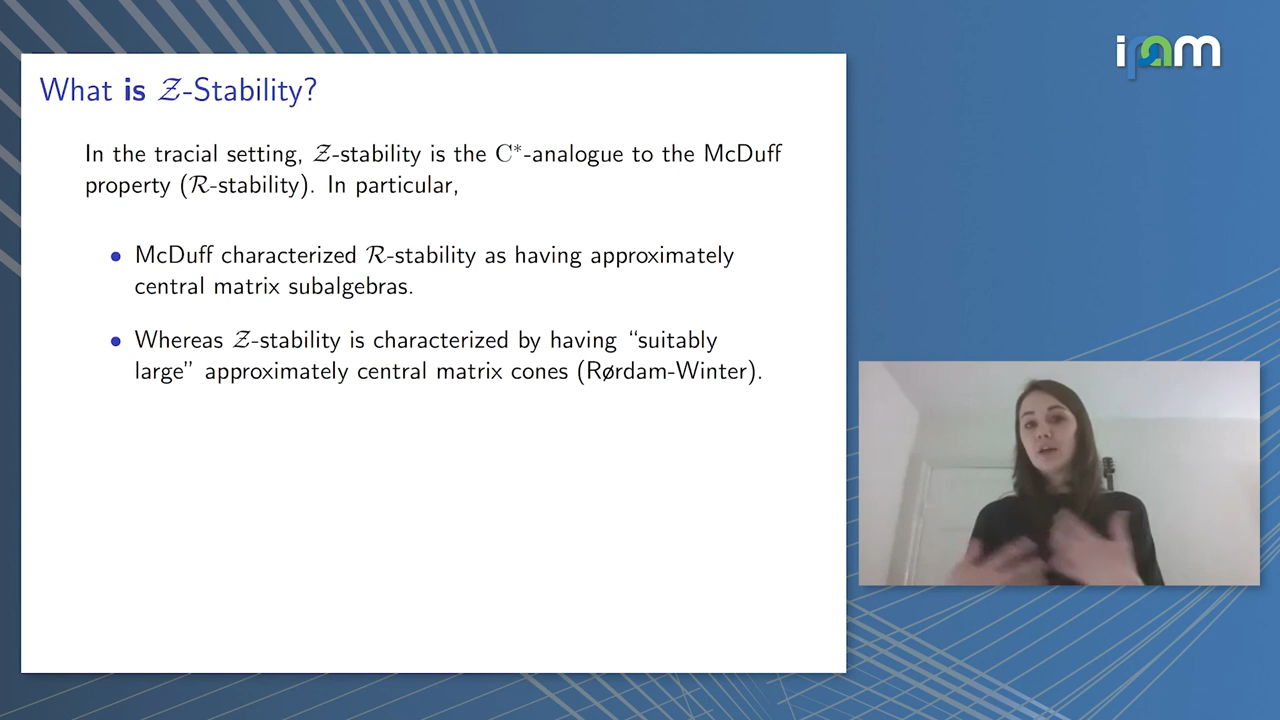 ipam
What is 𝒵-Stability?
In the tracial setting, 𝒵-stability is the C*-analogue to the McDuff
property (ℛ-stability). In particular,
• McDuff characterized ℛ-stability as having approximately
central matrix subalgebras.
• Whereas 𝒵-stability is characterized by having “suitably
large” approximately central matrix cones (Rørdam-Winter).